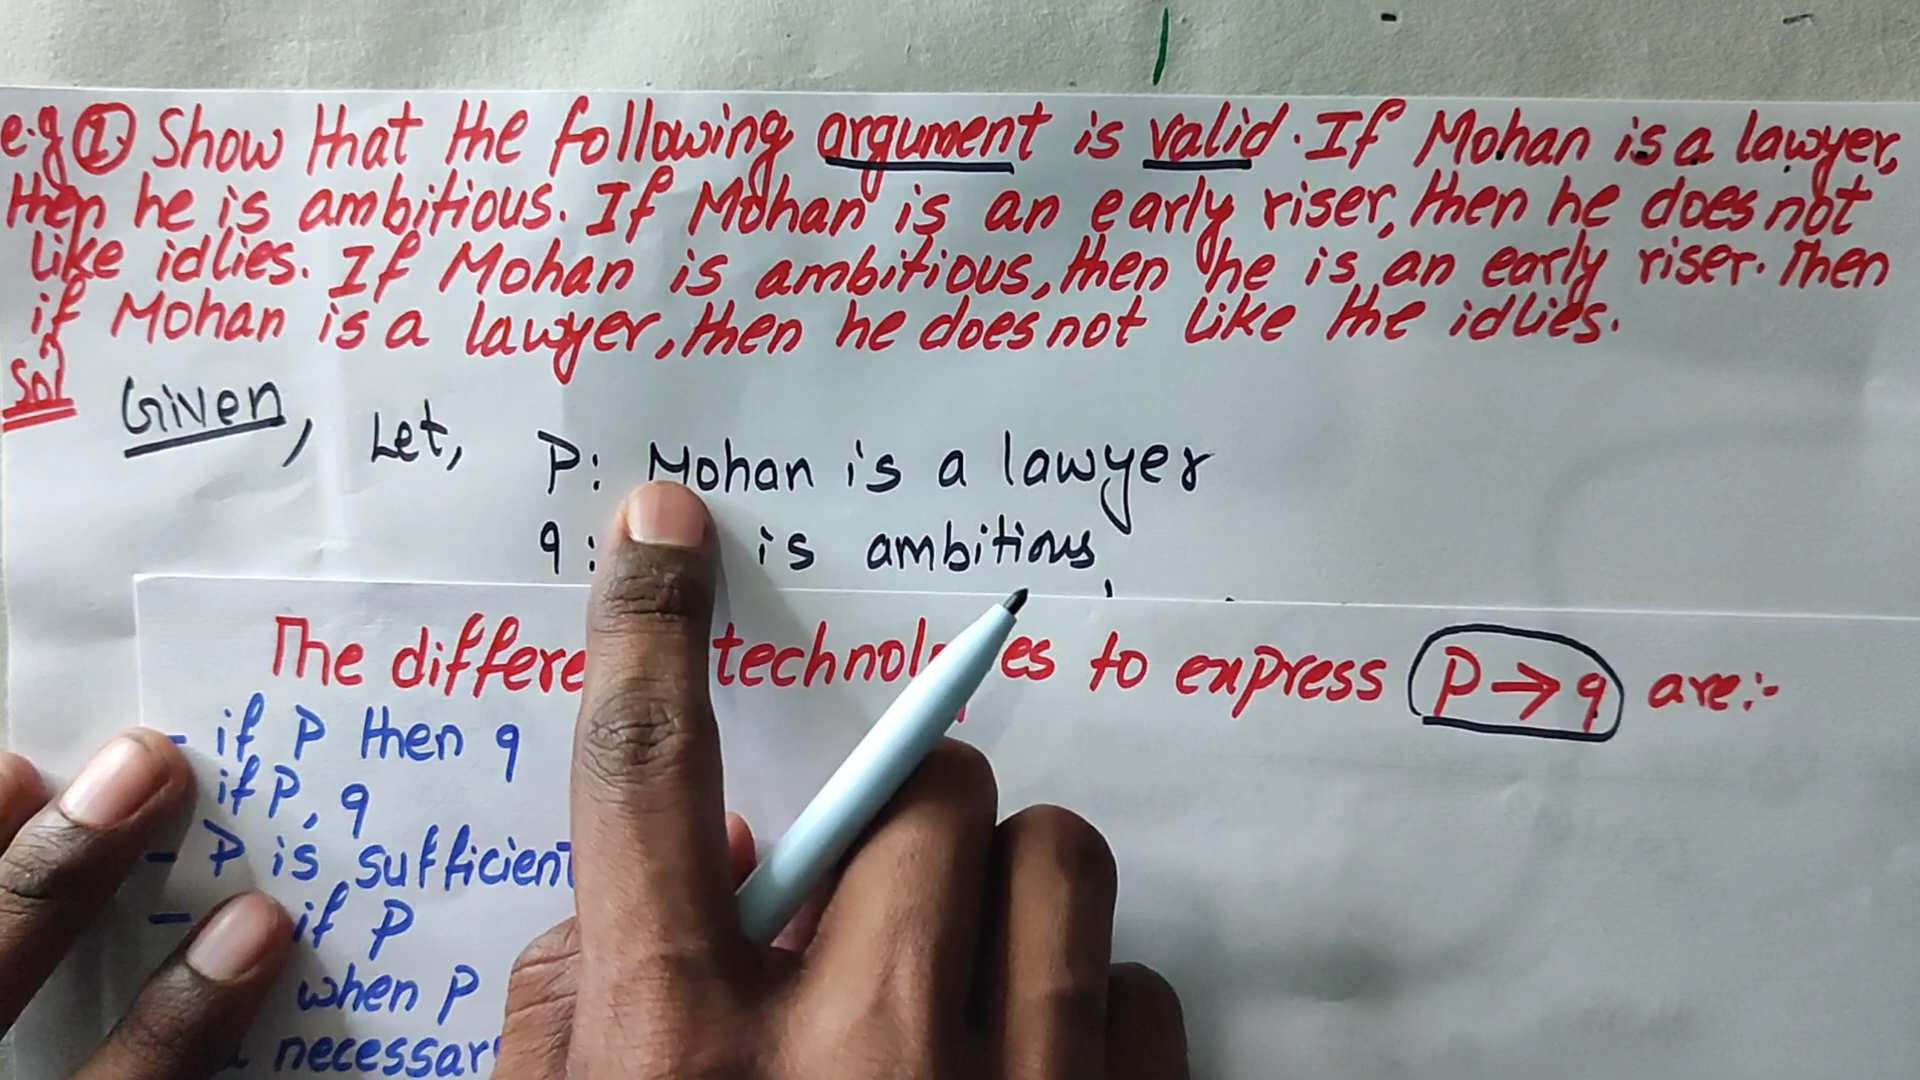 e.g ①. Show that the following argument is valid. If Mohan is a lawyer,
then he is ambitious. If Mohan is an early riser, then he does not
like idlies. If Mohan is ambitious, then he is an early riser. Then
if Mohan is a lawyer, then he does not like the idlies.
Sol
Given, Let, P: Mohan is a lawyer
q: is ambitious
The differe technol es to express P→q are:-
- if P then q
if P, q
- P is sufficient
- if P
when P
necessary